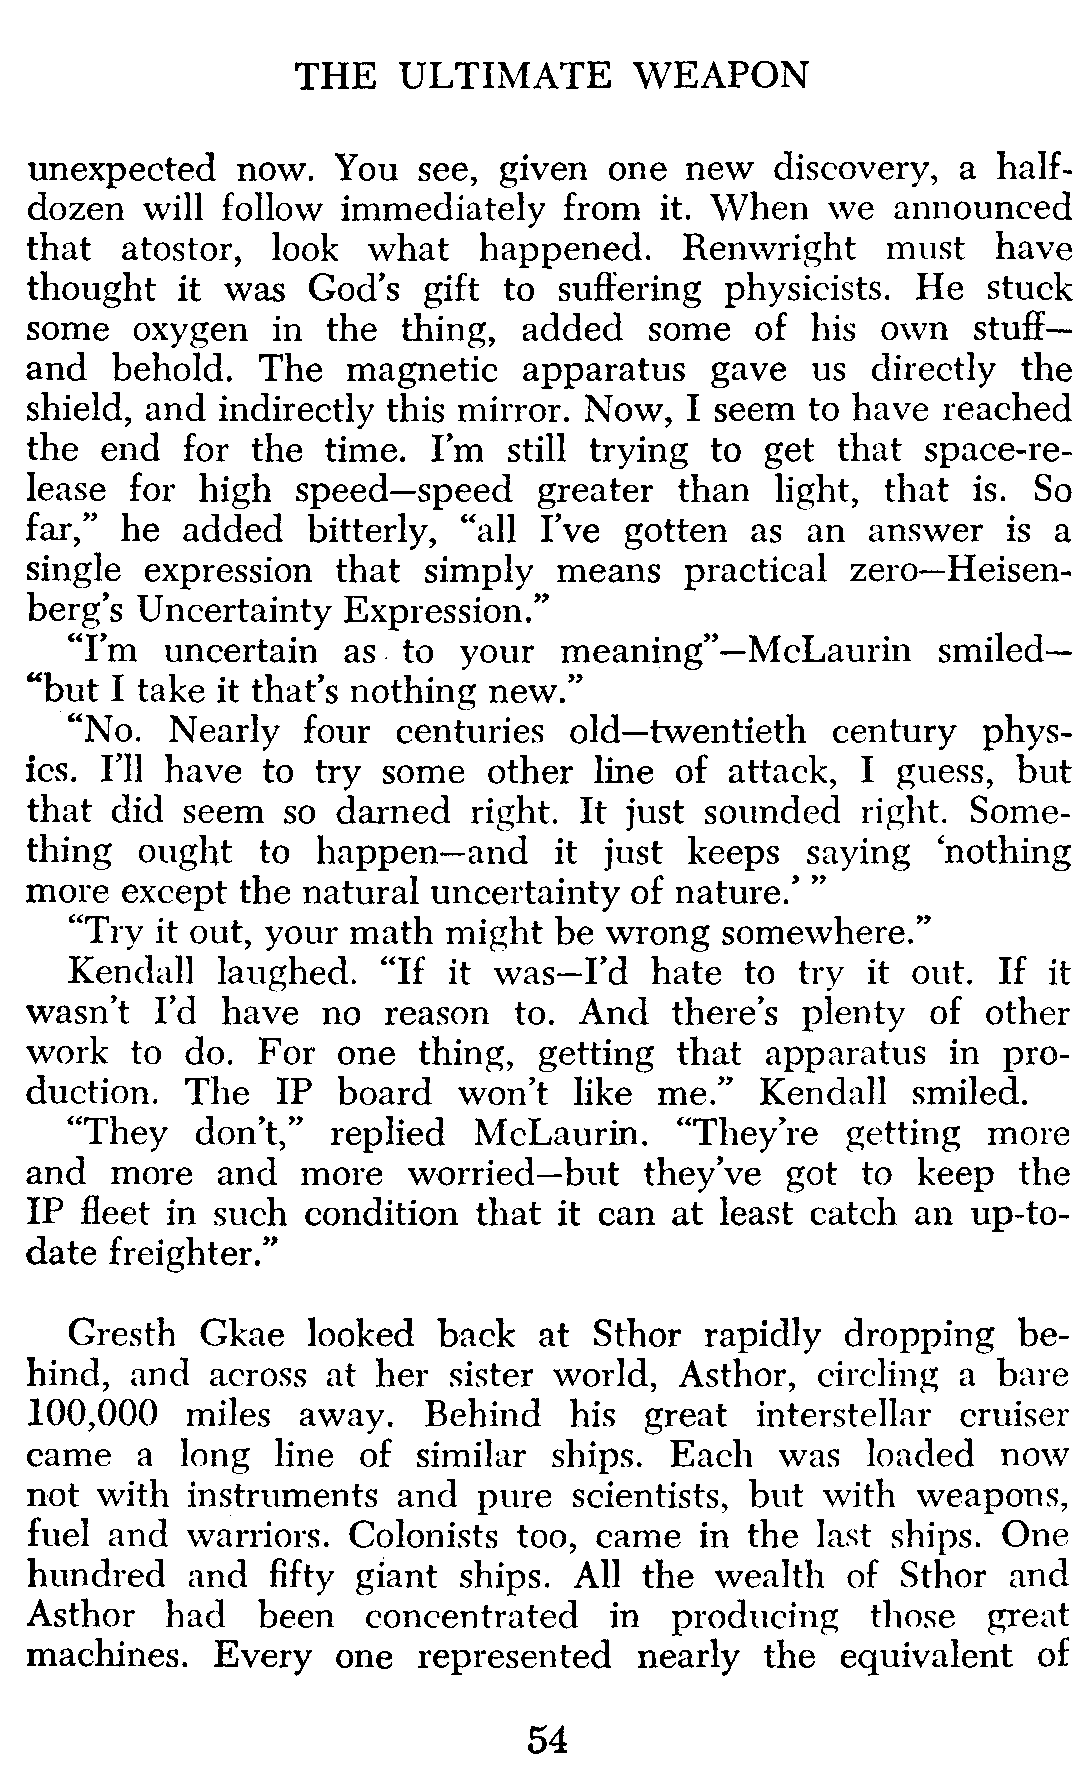 THE ULTIMATE WEAPON
unexpected now. You see, given one new discovery, a half-
dozen will follow immediately from it. When we announced
that atostor, look what happened. Renwright must have
thought it was God's gift to suffering physicists. He stuck
some oxygen in the thing, added some of his own stuff—
and behold. The magnetic apparatus gave us directly the
shield, and indirectly this mirror. Now, I seem to have reached
the end for the time. I'm still trying to get that space-re-
lease for high speed—speed greater than light, that is. So
far,” he added bitterly, “all I've gotten as an answer is a
single expression that simply means practical zero—Heisen-
berg's Uncertainty Expression.”
“I'm uncertain as to your meaning”—McLaurin smiled—
“but I take it that's nothing new.”
“No. Nearly four centuries old—twentieth century phys-
ics. I'll have to try some other line of attack, I guess, but
that did seem so darned right. It just sounded right. Some-
thing ought to happen—and it just keeps saying ‘nothing
more except the natural uncertainty of nature.’ ”
“Try it out, your math might be wrong somewhere.”
Kendall laughed. “If it was—I'd hate to try it out. If it
wasn't I'd have no reason to. And there's plenty of other
work to do. For one thing, getting that apparatus in pro-
duction. The IP board won't like me.” Kendall smiled.
“They don't,” replied McLaurin. “They're getting more
and more and more worried—but they've got to keep the
IP fleet in such condition that it can at least catch an up-to-
date freighter.”
Gresth Gkae looked back at Sthor rapidly dropping be-
hind, and across at her sister world, Asthor, circling a bare
100,000 miles away. Behind his great interstellar cruiser
came a long line of similar ships. Each was loaded now
not with instruments and pure scientists, but with weapons,
fuel and warriors. Colonists too, came in the last ships. One
hundred and fifty giant ships. All the wealth of Sthor and
Asthor had been concentrated in producing those great
machines. Every one represented nearly the equivalent of
54